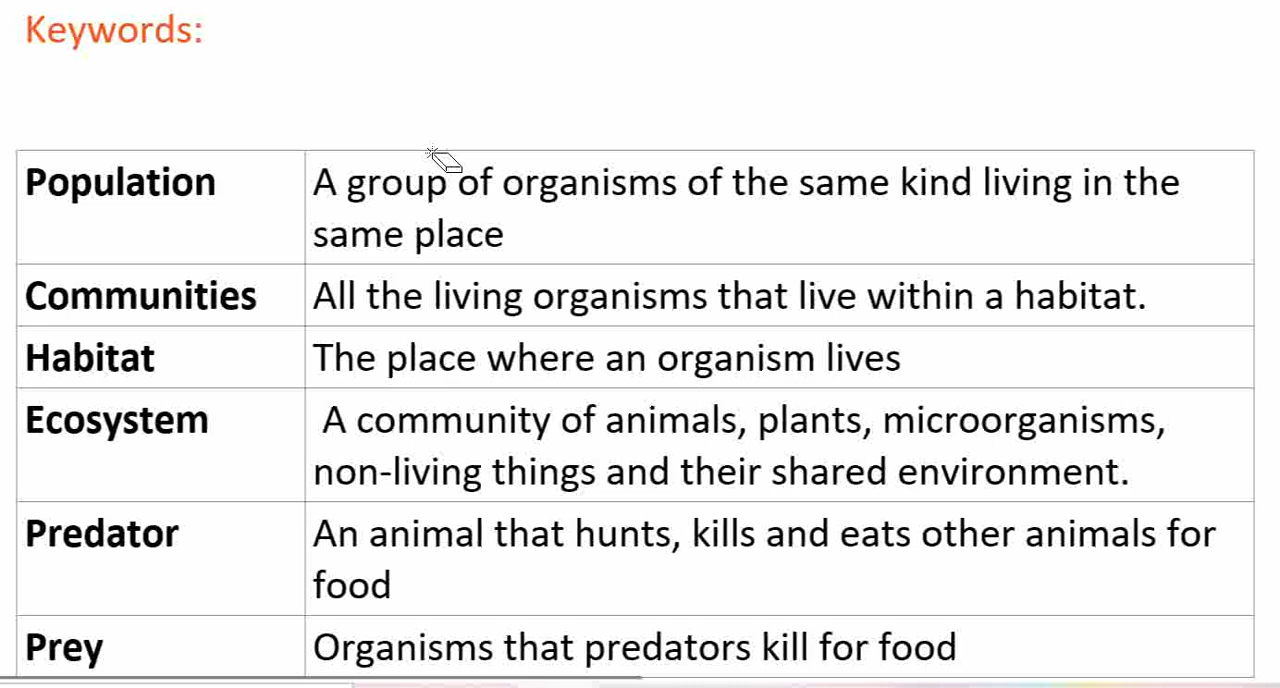 Keywords:
Population
A group of organisms of the same kind living in the
same place
Communities
All the living organisms that live within a habitat.
Habitat
The place where an organism lives
Ecosystem
A community of animals, plants, microorganisms,
non-living things and their shared environment.
Predator
An animal that hunts, kills and eats other animals for
food
Prey
Organisms that predators kill for food